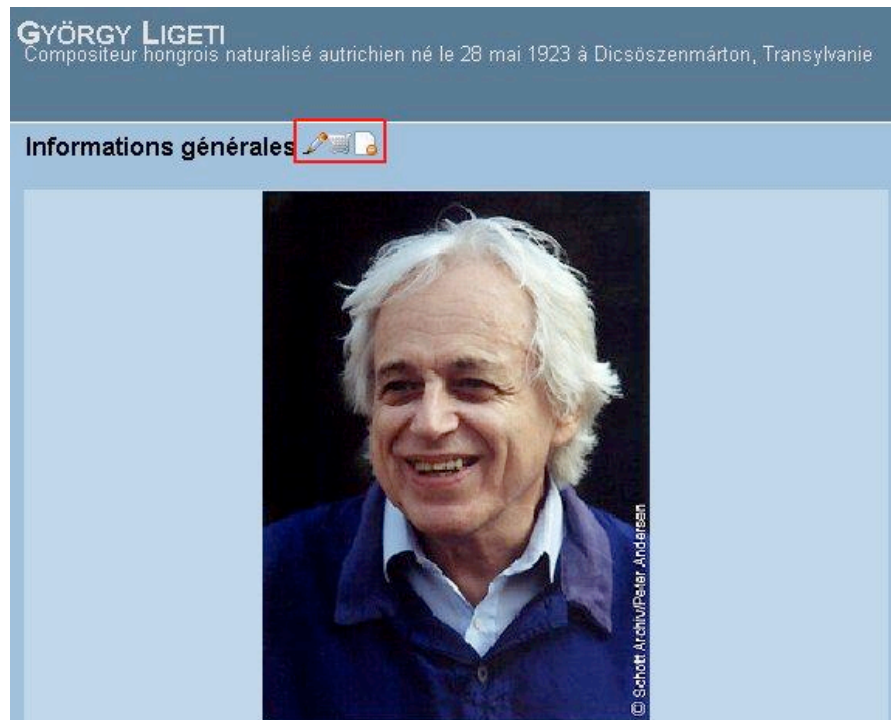 GYÖRGY LIGETI
Compositeur hongrois naturalisé autrichien né le 28 mai 1923 à Dicsöszenmárton, Transylvanie
Informations générales
© Schott Archiv/Peter Andersen